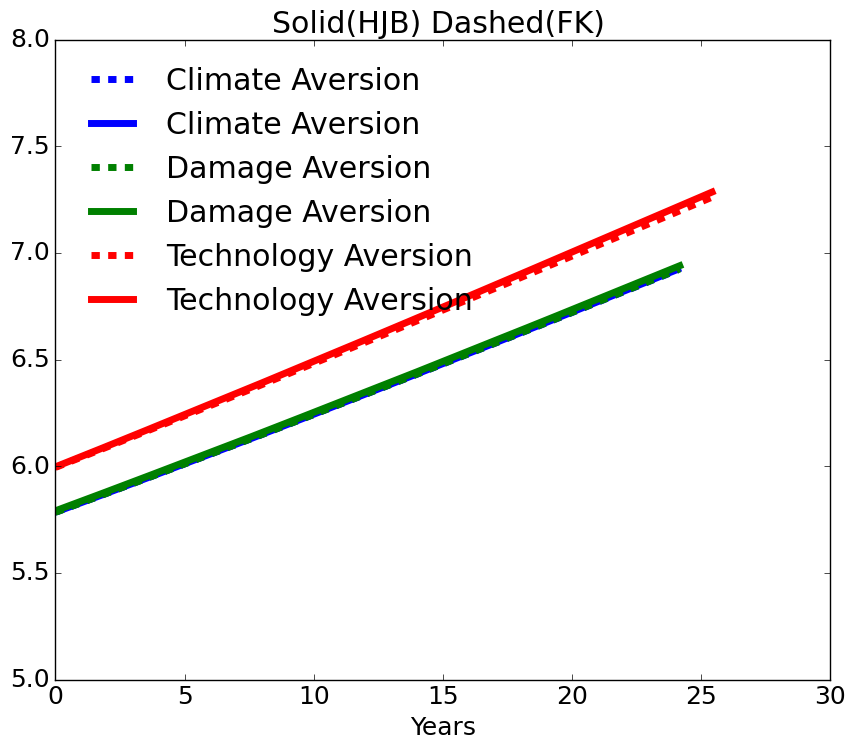 Solid(HJB) Dashed(FK)
8.0
7.5
7.0
6.5
6.0
5.5
5.0
Climate Aversion
Climate Aversion
Damage Aversion
Damage Aversion
Technology Aversion
Technology Aversion
0 5 10 15 20 25 30
Years